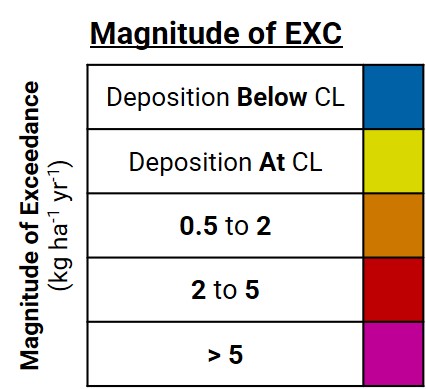 Magnitude of EXC
Magnitude of Exceedance
(kg ha⁻¹ yr⁻¹)
Deposition Below CL
Deposition At CL
0.5 to 2
2 to 5
> 5